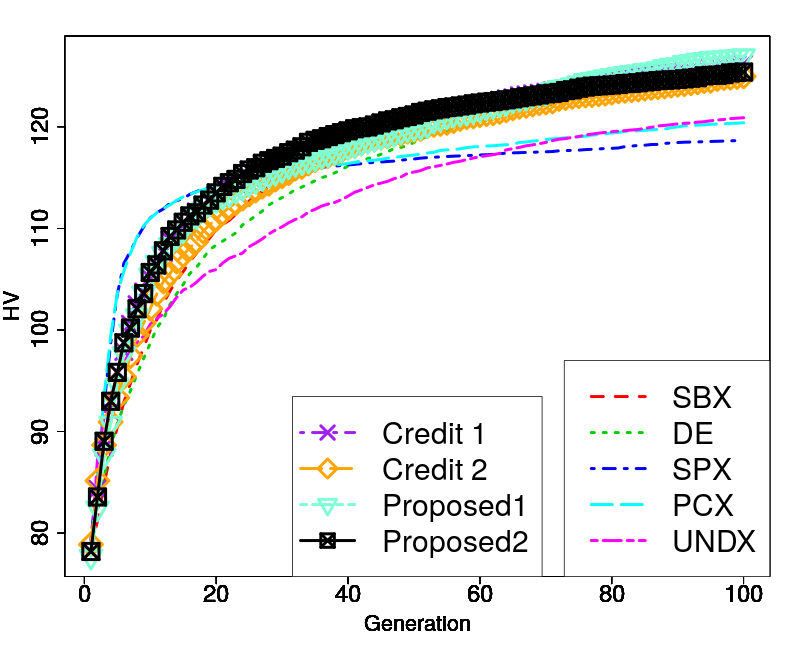 HV
120
110
100
90
80
Credit 1
Credit 2
Proposed1
Proposed2
SBX
DE
SPX
PCX
UNDX
0 20 40 60 80 100
Generation